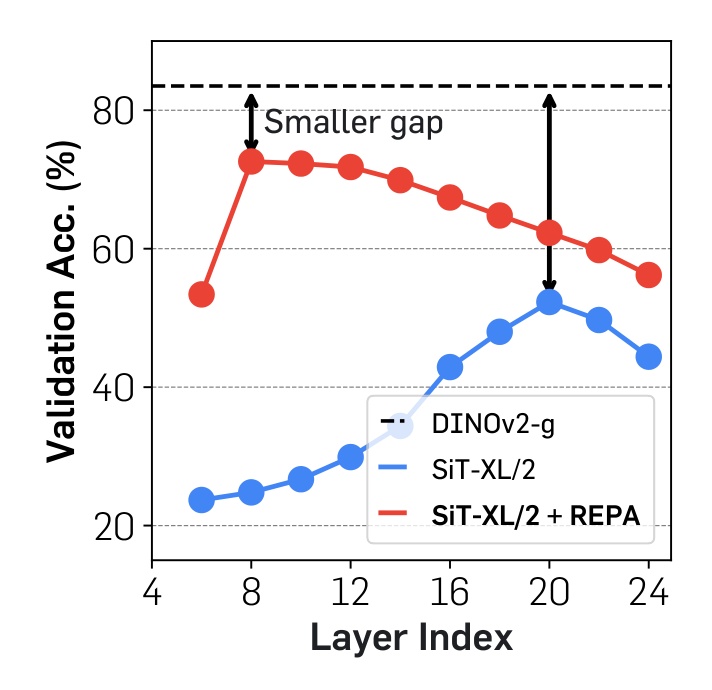 Validation Acc. (%)
80
60
40
20
Smaller gap
DINOv2-g
SiT-XL/2
SiT-XL/2 + REPA
4 8 12 16 20 24
Layer Index